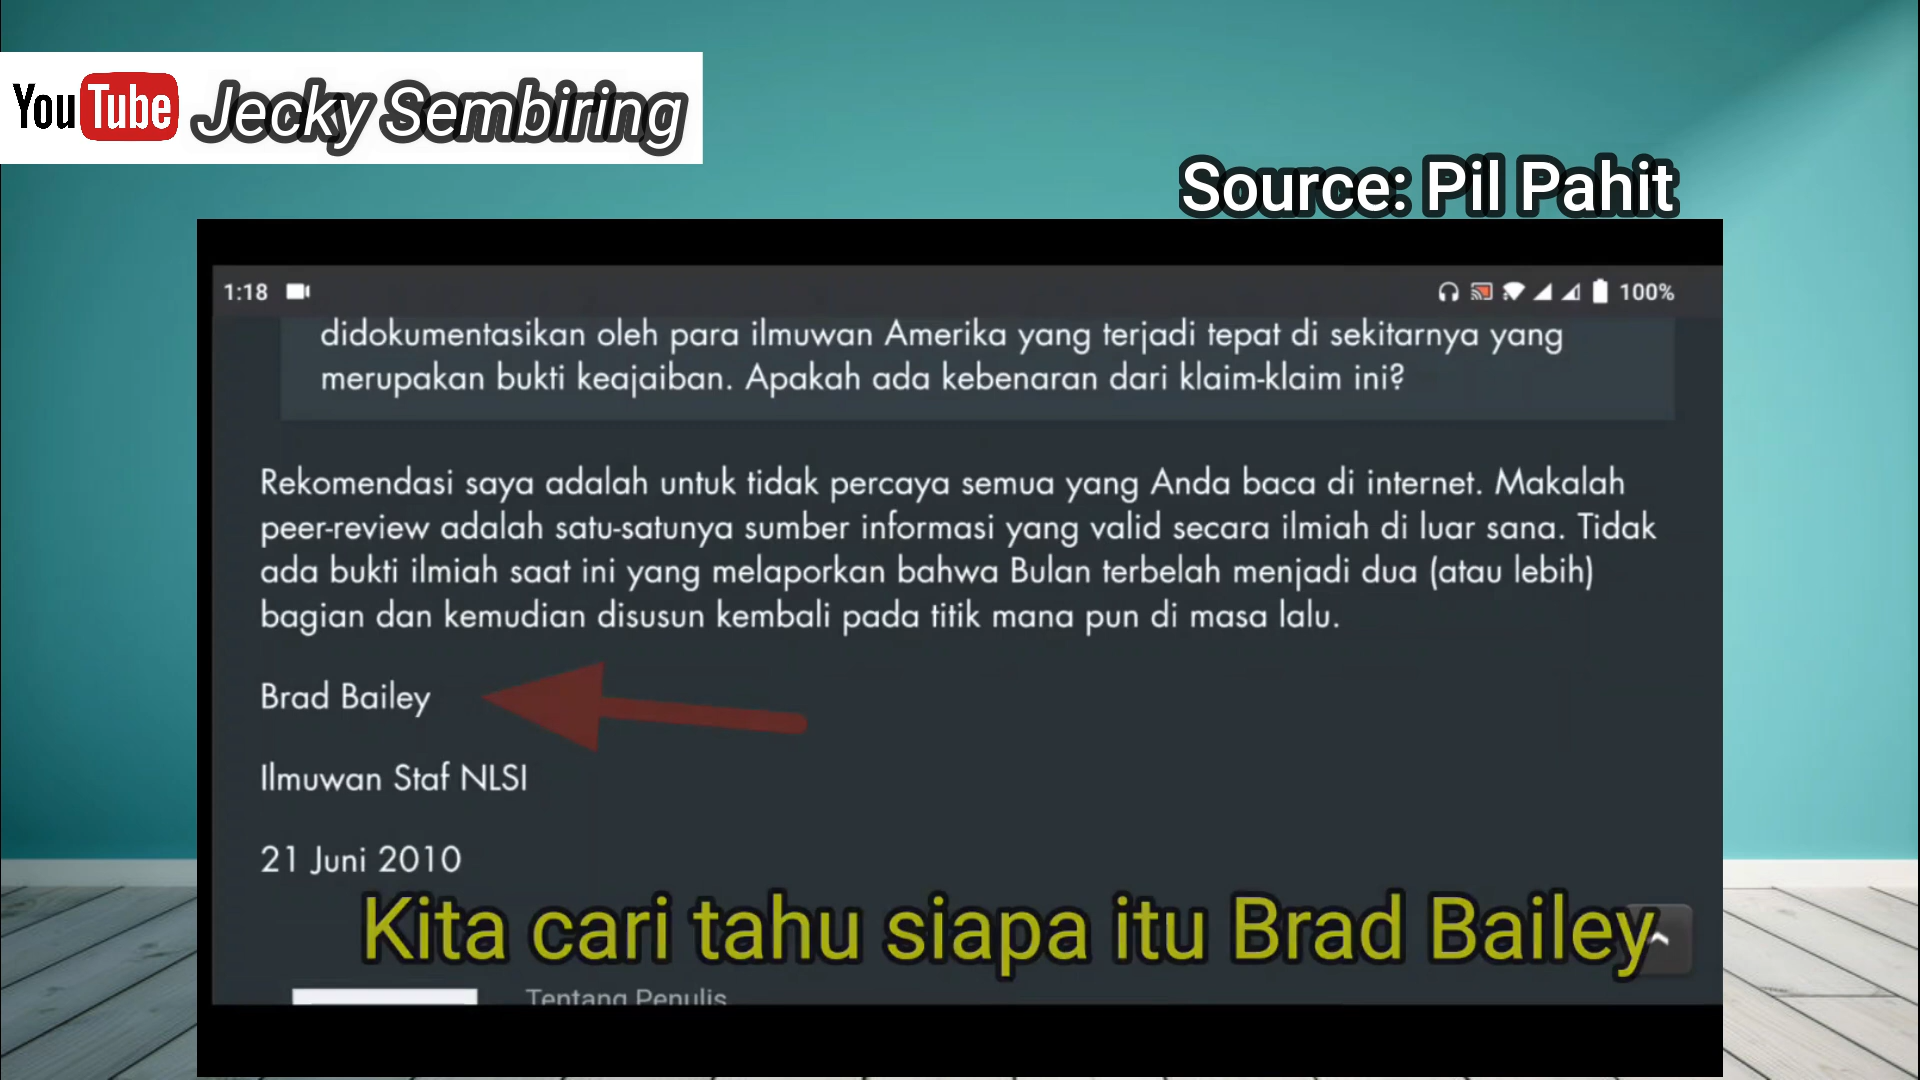 YouTube Jecky Sembiring
Source: Pil Pahit
1:18 100%
didokumentasikan oleh para ilmuwan Amerika yang terjadi tepat di sekitarnya yang
merupakan bukti keajaiban. Apakah ada kebenaran dari klaim-klaim ini?
Rekomendasi saya adalah untuk tidak percaya semua yang Anda baca di internet. Makalah
peer-review adalah satu-satunya sumber informasi yang valid secara ilmiah di luar sana. Tidak
ada bukti ilmiah saat ini yang melaporkan bahwa Bulan terbelah menjadi dua (atau lebih)
bagian dan kemudian disusun kembali pada titik mana pun di masa lalu.
Brad Bailey
Ilmuwan Staf NLSI
21 Juni 2010
Kita cari tahu siapa itu Brad Bailey
Tentang Penulis